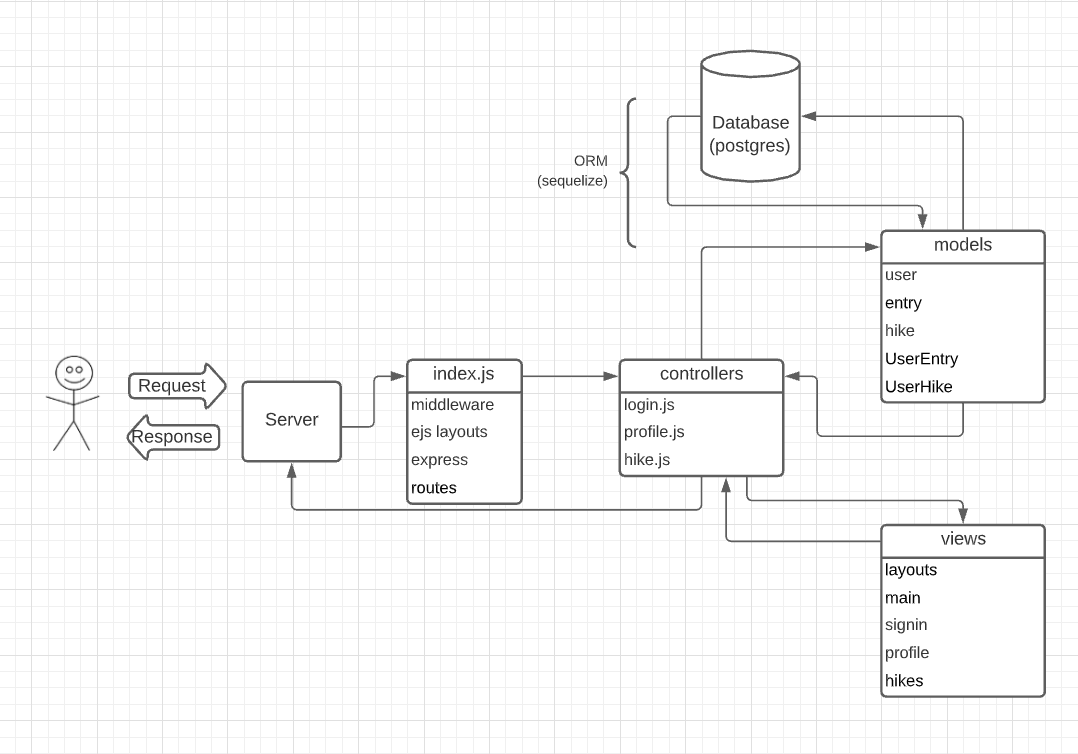 Database
(postgres)
ORM
(sequelize)
models
user
entry
hike
UserEntry
UserHike
Request
Response
Server
index.js
middleware
ejs layouts
express
routes
controllers
login.js
profile.js
hike.js
views
layouts
main
signin
profile
hikes